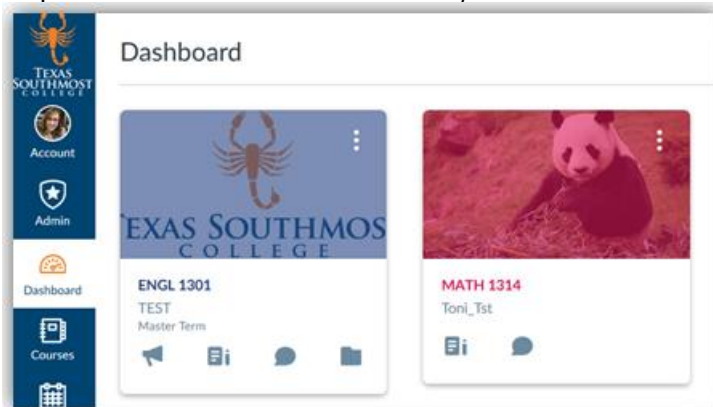 TEXAS
SOUTHMOST
COLLEGE
Account
Admin
Dashboard
Courses
Dashboard
EXAS SOUTHMOS
COLLEGE
ENGL 1301
TEST
Master Term
MATH 1314
Toni_Tst